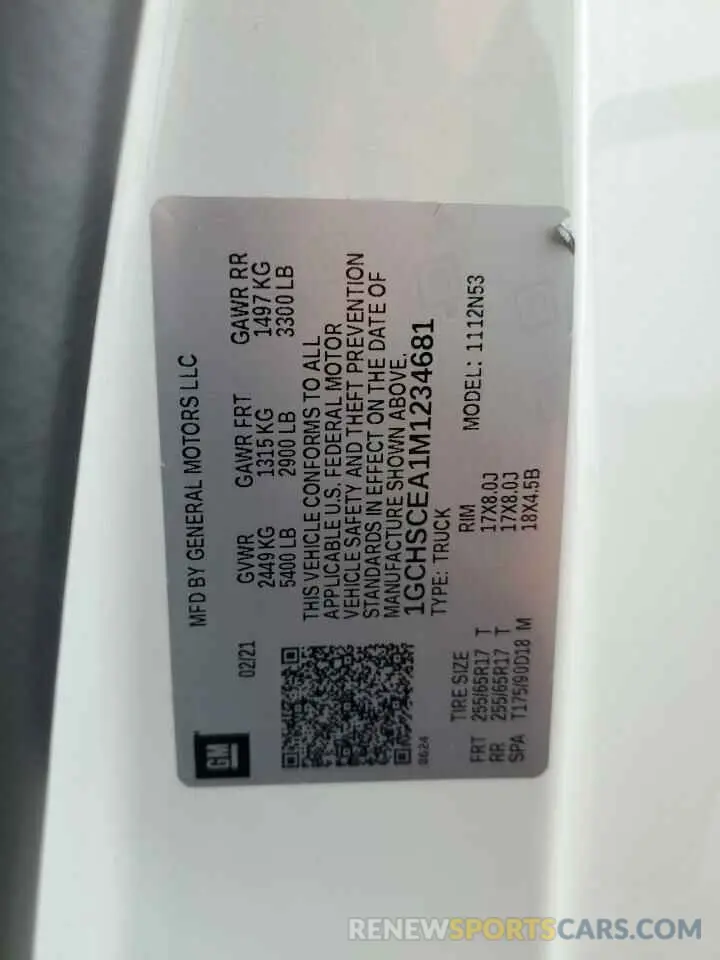 GM
MFD BY GENERAL MOTORS LLC
02/21
GVWR GAWR FRT GAWR RR
2449 KG 1315 KG 1497 KG
5400 LB 2900 LB 3300 LB
THIS VEHICLE CONFORMS TO ALL
APPLICABLE U.S. FEDERAL MOTOR
VEHICLE SAFETY AND THEFT PREVENTION
STANDARDS IN EFFECT ON THE DATE OF
MANUFACTURE SHOWN ABOVE.
1GCHSCEA1M1234681
TYPE: TRUCK
8624
MODEL: 1112N53
TIRE SIZE RIM
FRT 255/65R17 T 17X8.0J
RR 255/65R17 T 17X8.0J
SPA T175/90D18 M 18X4.5B
RENEWSPORTSCARS.COM